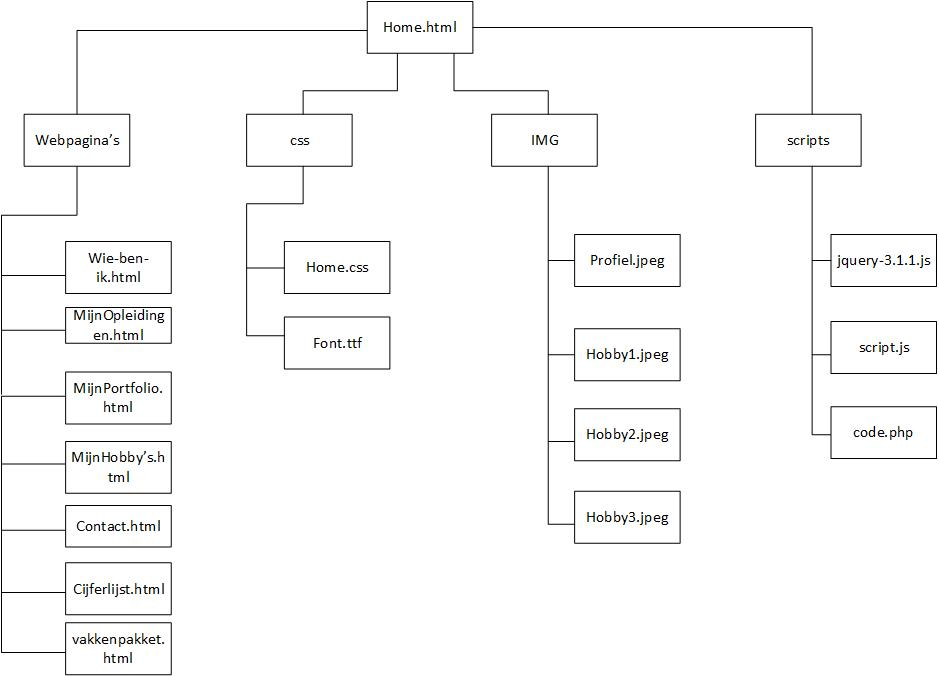 Home.html
Webpagina’s
css
IMG
scripts
Wie-ben-
ik.html
MijnOpleiding
en.html
MijnPortfolio.
html
MijnHobby’s.h
tml
Contact.html
Cijferlijst.html
vakkenpakket.
html
Home.css
Font.ttf
Profiel.jpeg
Hobby1.jpeg
Hobby2.jpeg
Hobby3.jpeg
jquery-3.1.1.js
script.js
code.php